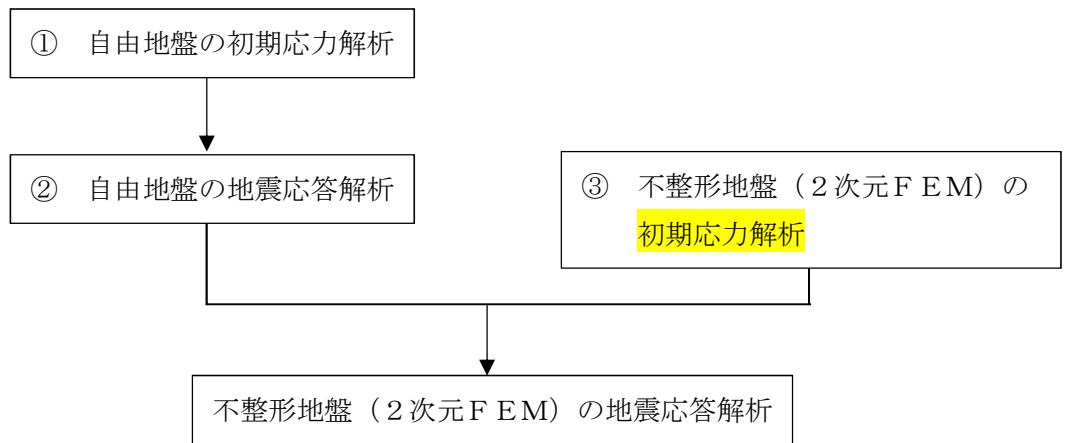 ① 自由地盤の初期応力解析
② 自由地盤の地震応答解析
③ 不整形地盤（２次元ＦＥＭ）の
初期応力解析
不整形地盤（２次元ＦＥＭ）の地震応答解析